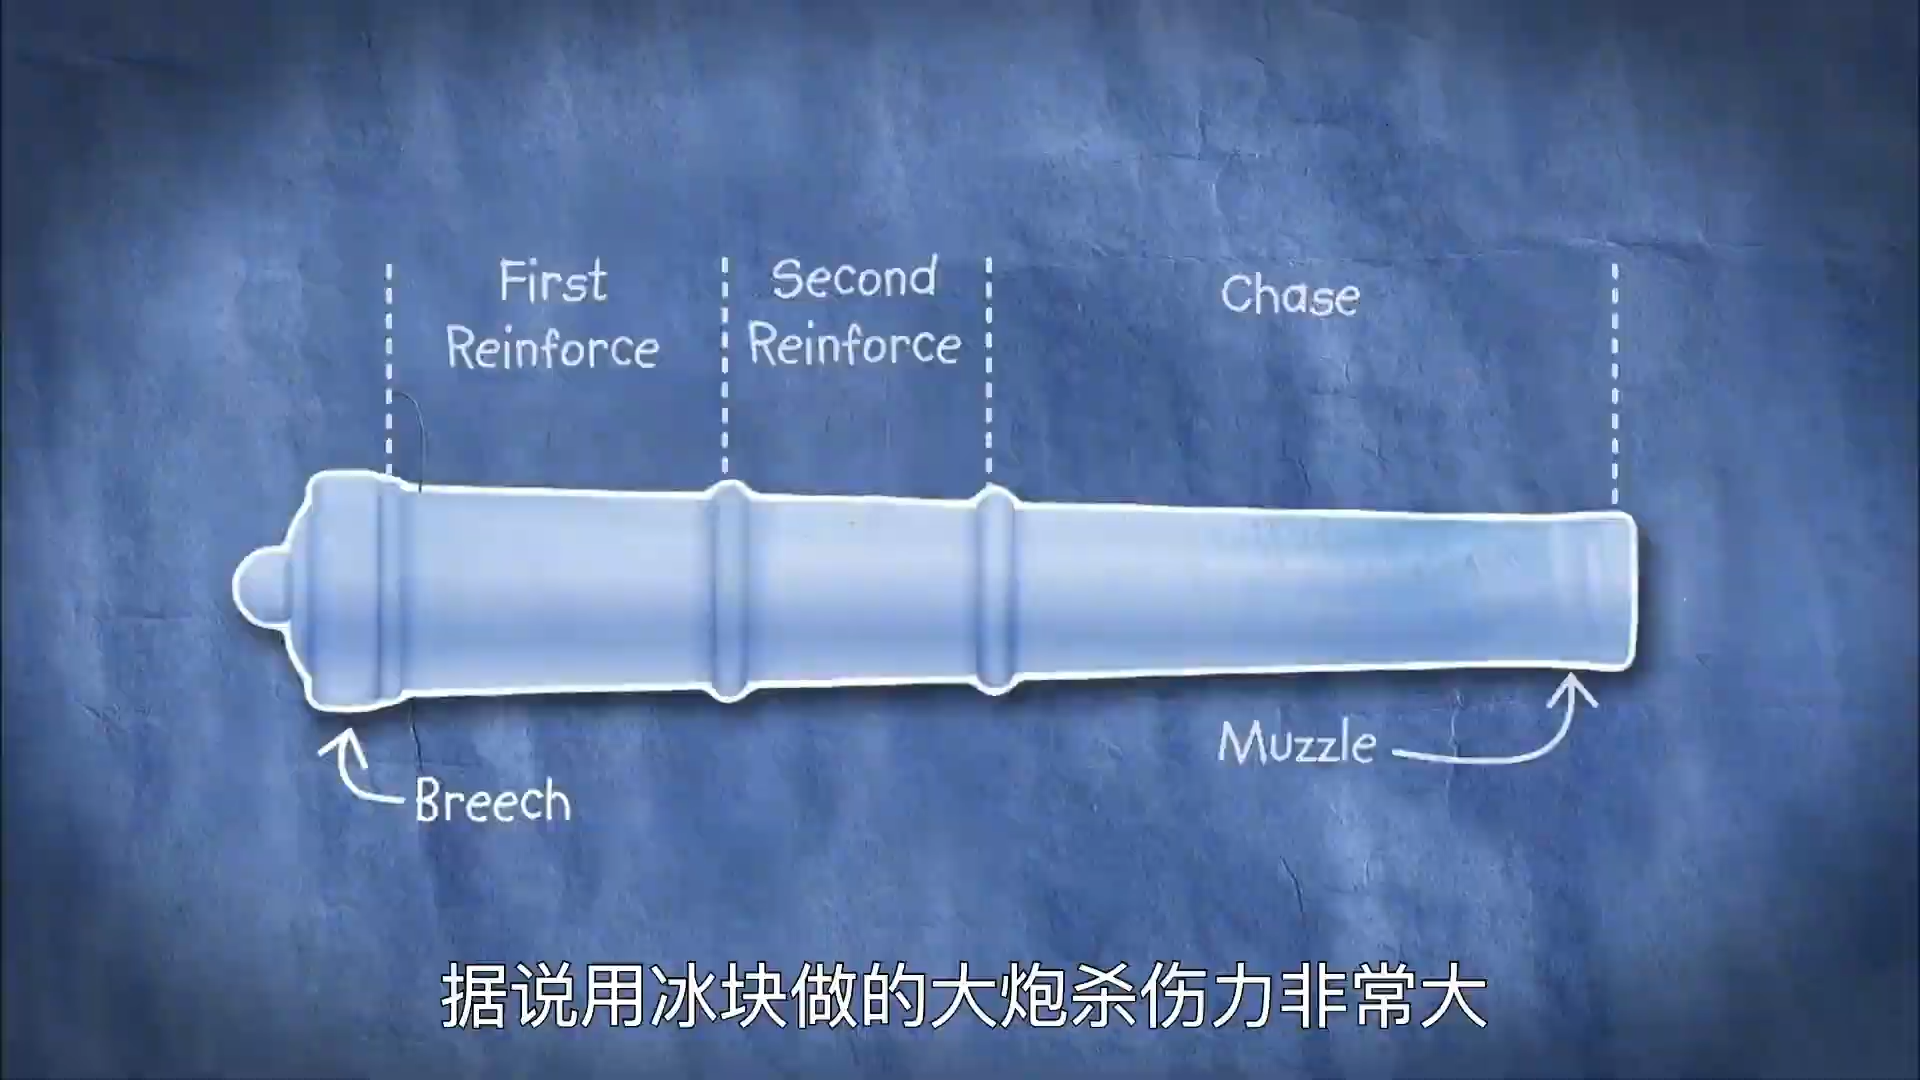 First
Reinforce
Second
Reinforce
Chase
Muzzle
Breech
据说用冰块做的大炮杀伤力非常大